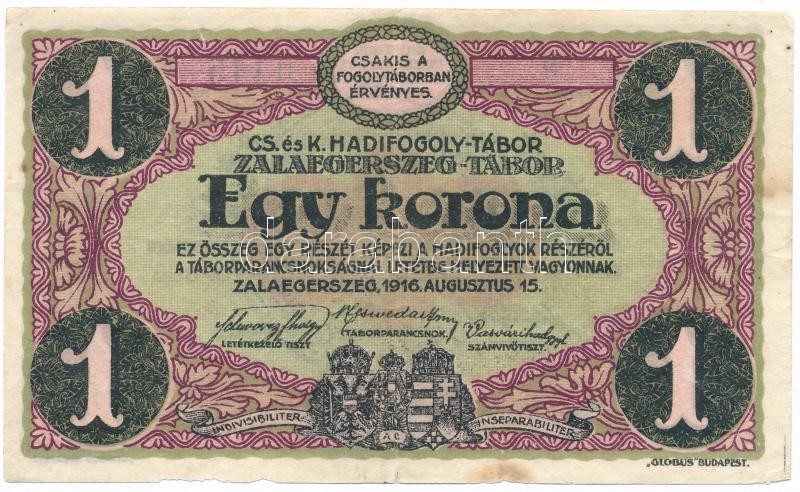 1 1
CSAKIS A
FOGOLYTÁBORBAN
ÉRVÉNYES.
CS. és K. HADIFOGOLY-TÁBOR
ZALAEGERSZEG-TÁBOR
Egy korona
EZ ÖSSZEG EGY RÉSZÉT KÉPEZI A HADIFOGLYOK RÉSZÉRŐL
A TÁBORPARANCSNOKSÁGNÁL LETÉTBE HELYEZETT VAGYONNAK.
ZALAEGERSZEG, 1916. AUGUSZTUS 15.
LETÉTKEZELŐ TISZT
TÁBORPARANCSNOK.
SZÁMVIVŐTISZT.
1 1
INDIVISIBILITER AC INSEPARABILITER
„GLOBUS" BUDAPEST.